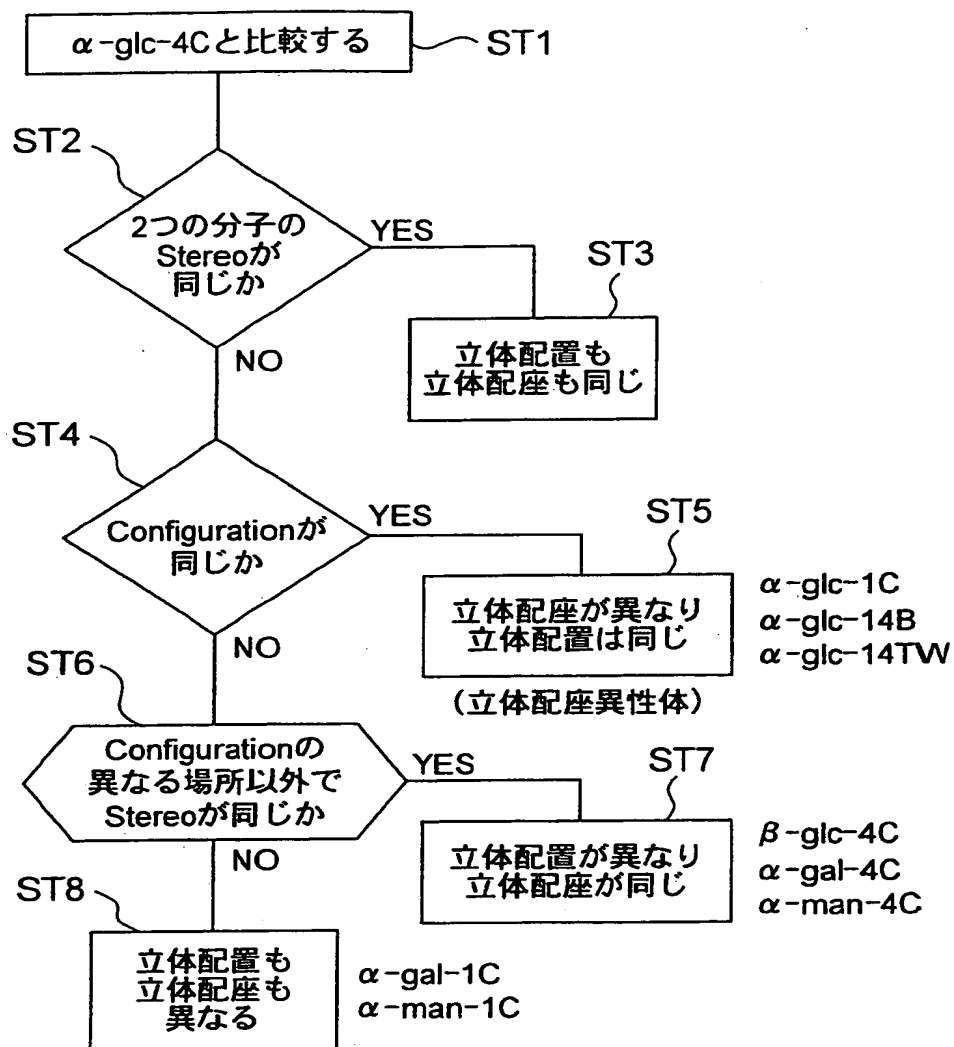 α-glc-4Cと比較する
ST1
ST2
2つの分子の
Stereoが
同じか
YES
ST3
立体配置も
立体配座も同じ
NO
ST4
Configurationが
同じか
YES
ST5
立体配座が異なり
立体配置は同じ
α-glc-1C
α-glc-14B
α-glc-14TW
(立体配座異性体)
NO
ST6
Configurationの
異なる場所以外で
Stereoが同じか
YES
ST7
立体配置が異なり
立体配座が同じ
β-glc-4C
α-gal-4C
α-man-4C
NO
ST8
立体配置も
立体配座も
異なる
α-gal-1C
α-man-1C